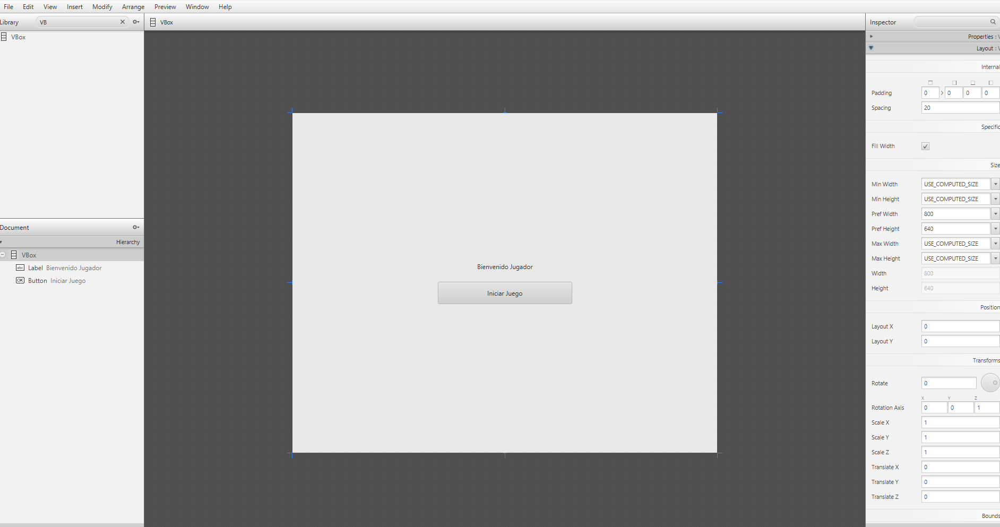 File Edit View Insert Modify Arrange Preview Window Help
Library VB
VBox
Document
Hierarchy
VBox
Label Bienvenido Jugador
Button Iniciar Juego
VBox
Bienvenido Jugador
Iniciar Juego
Inspector
Properties : V
Layout : V
Internal
Padding 0 0 0 0
Spacing 20
Specific
Fill Width
Size
Min Width USE_COMPUTED_SIZE
Min Height USE_COMPUTED_SIZE
Pref Width 800
Pref Height 640
Max Width USE_COMPUTED_SIZE
Max Height USE_COMPUTED_SIZE
Width 800
Height 640
Position
Layout X 0
Layout Y 0
Transforms
Rotate 0
X Y Z
Rotation Axis 0 0 1
Scale X 1
Scale Y 1
Scale Z 1
Translate X 0
Translate Y 0
Translate Z 0
Bounds